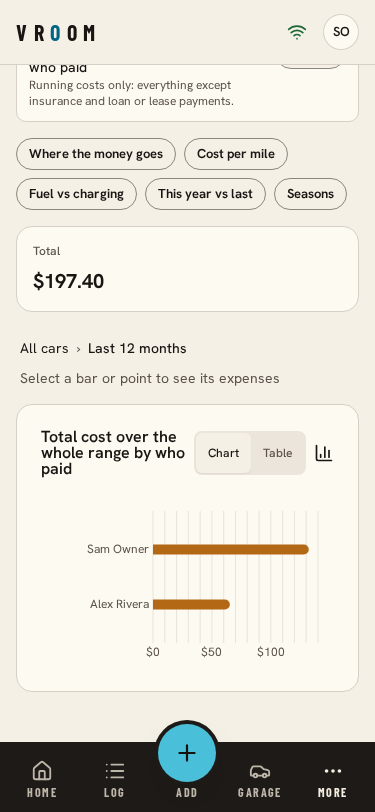 VROOM
SO
who paid
Running costs only: everything except
insurance and loan or lease payments.
Where the money goes
Cost per mile
Fuel vs charging
This year vs last
Seasons
Total
$197.40
All cars › Last 12 months
Select a bar or point to see its expenses
Total cost over the
whole range by who
paid
Chart
Table
Sam Owner
Alex Rivera
$0
$50
$100
HOME
LOG
ADD
GARAGE
MORE